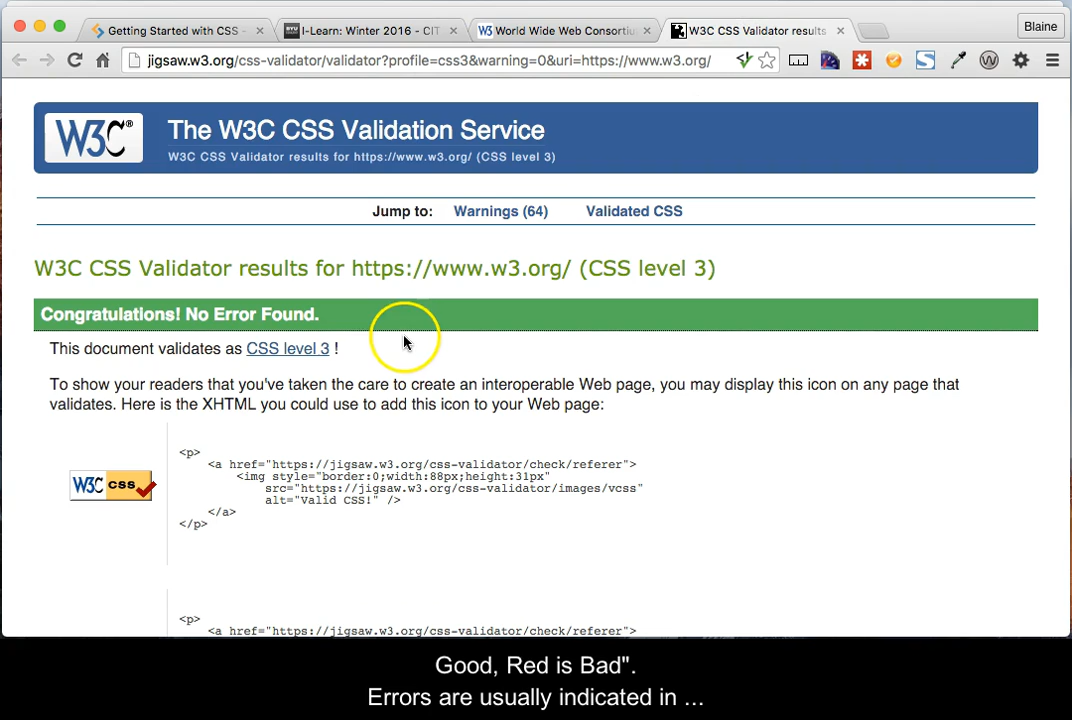 Getting Started with CSS -
I-Learn: Winter 2016 - CIT
World Wide Web Consortiu
W3C CSS Validator results
Blaine
jigsaw.w3.org/css-validator/validator?profile=css3&warning=0&uri=https://www.w3.org/
W3C®
The W3C CSS Validation Service
W3C CSS Validator results for https://www.w3.org/ (CSS level 3)
Jump to: Warnings (64) Validated CSS
W3C CSS Validator results for https://www.w3.org/ (CSS level 3)
Congratulations! No Error Found.
This document validates as CSS level 3 !
To show your readers that you've taken the care to create an interoperable Web page, you may display this icon on any page that
validates. Here is the XHTML you could use to add this icon to your Web page:
W3C css
<p>
<a href="https://jigsaw.w3.org/css-validator/check/referer">
<img style="border:0;width:88px;height:31px"
src="https://jigsaw.w3.org/css-validator/images/vcss"
alt="Valid CSS!" />
</a>
</p>
<p>
<a href="https://jigsaw.w3.org/css-validator/check/referer">
Good, Red is Bad".
Errors are usually indicated in ...